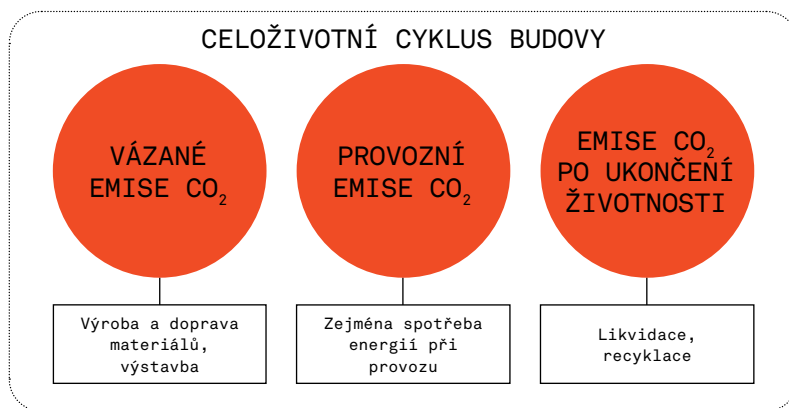 CELOŽIVOTNÍ CYKLUS BUDOVY
VÁZANÉ
EMISE CO₂
PROVOZNÍ
EMISE CO₂
EMISE CO₂
PO UKONČENÍ
ŽIVOTNOSTI
Výroba a doprava
materiálů,
výstavba
Zejména spotřeba
energií při
provozu
Likvidace,
recyklace